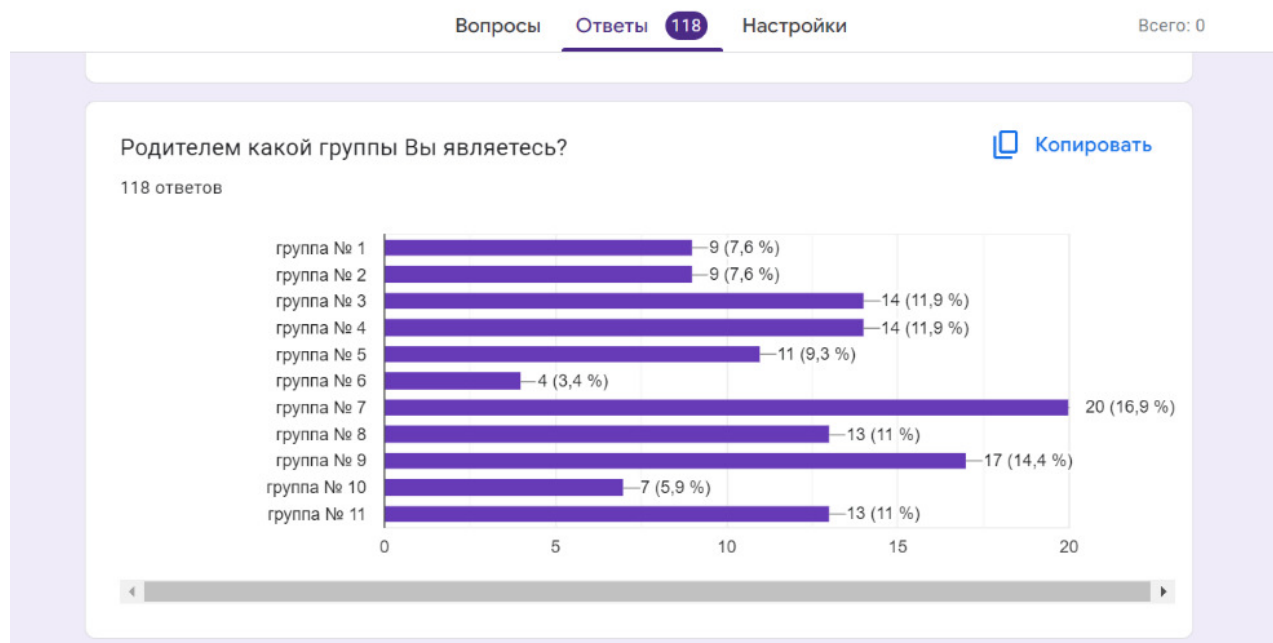 Вопросы Ответы 118 Настройки Всего: 0
Родителем какой группы Вы являетесь?
Копировать
118 ответов
группа № 1 9 (7,6 %)
группа № 2 9 (7,6 %)
группа № 3 14 (11,9 %)
группа № 4 14 (11,9 %)
группа № 5 11 (9,3 %)
группа № 6 4 (3,4 %)
группа № 7 20 (16,9 %)
группа № 8 13 (11 %)
группа № 9 17 (14,4 %)
группа № 10 7 (5,9 %)
группа № 11 13 (11 %)
0 5 10 15 20